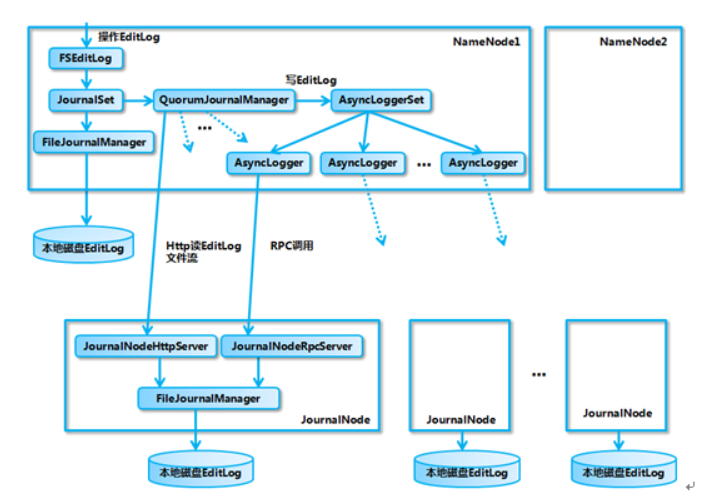 操作EditLog
NameNode1
NameNode2
FSEditLog
写EditLog
JournalSet
QuorumJournalManager
AsyncLoggerSet
...
FileJournalManager
AsyncLogger
AsyncLogger
...
AsyncLogger
本地磁盘EditLog
Http读EditLog
文件流
RPC调用
JournalNodeHttpServer
JournalNodeRpcServer
...
FileJournalManager
JournalNode
JournalNode
JournalNode
本地磁盘EditLog
本地磁盘EditLog
本地磁盘EditLog